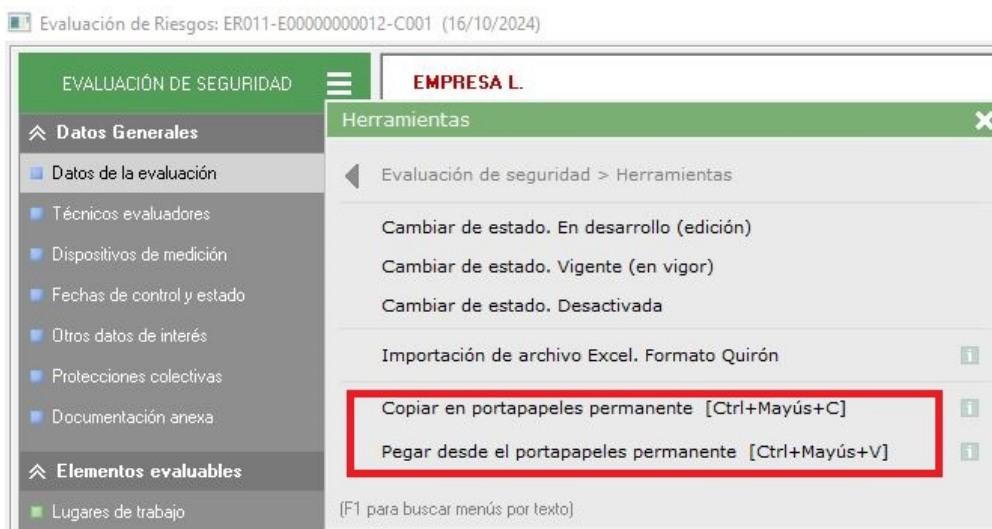 Evaluación de Riesgos: ER011-E00000000012-C001 (16/10/2024)
EVALUACIÓN DE SEGURIDAD
EMPRESA L.
Datos Generales
Datos de la evaluación
Técnicos evaluadores
Dispositivos de medición
Fechas de control y estado
Otros datos de interés
Protecciones colectivas
Documentación anexa
Elementos evaluables
Lugares de trabajo
Herramientas
Evaluación de seguridad > Herramientas
Cambiar de estado. En desarrollo (edición)
Cambiar de estado. Vigente (en vigor)
Cambiar de estado. Desactivada
Importación de archivo Excel. Formato Quirón
Copiar en portapapeles permanente [Ctrl+Mayús+C]
Pegar desde el portapapeles permanente [Ctrl+Mayús+V]
(F1 para buscar menús por texto)